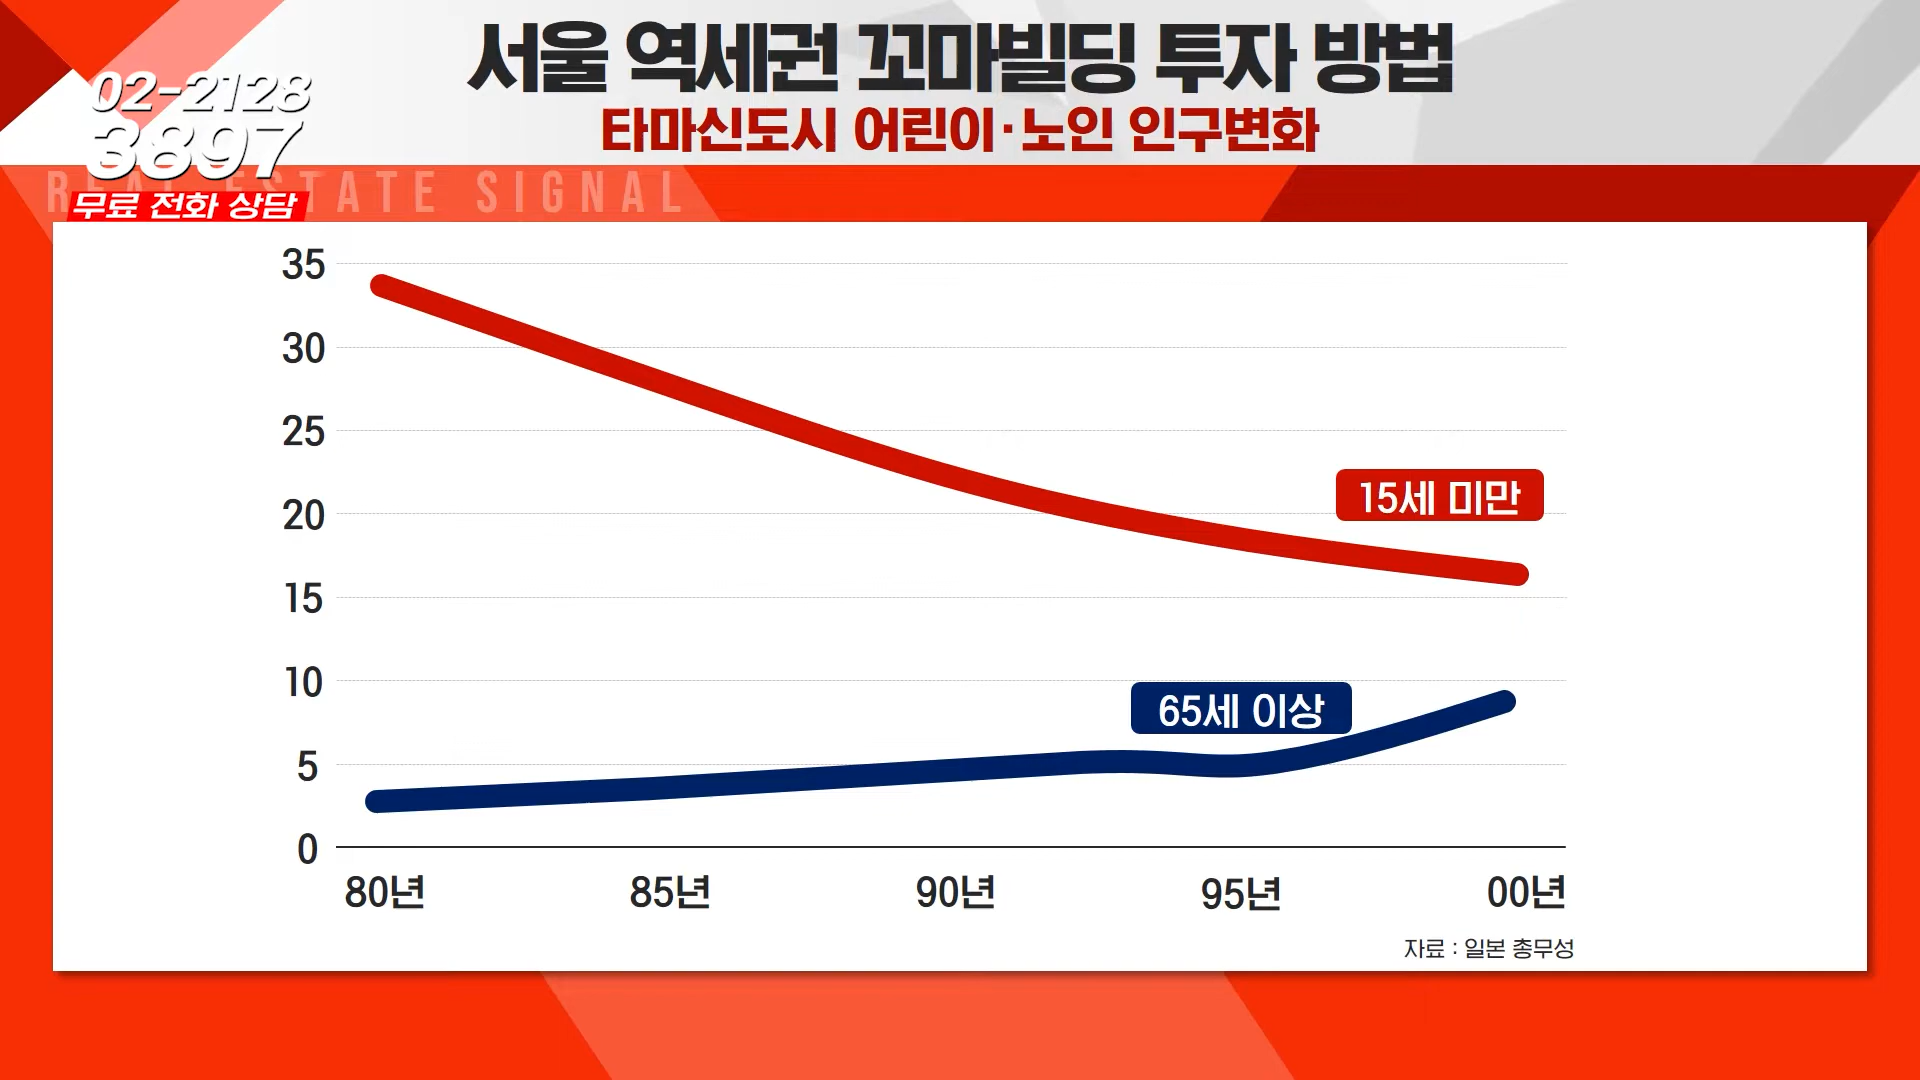 서울 역세권 꼬마빌딩 투자 방법
타마신도시 어린이·노인 인구변화
02-2128
3897
무료 전화 상담
REAL ESTATE SIGNAL
35
30
25
20
15
10
5
0
15세 미만
65세 이상
80년
85년
90년
95년
00년
자료 : 일본 총무성